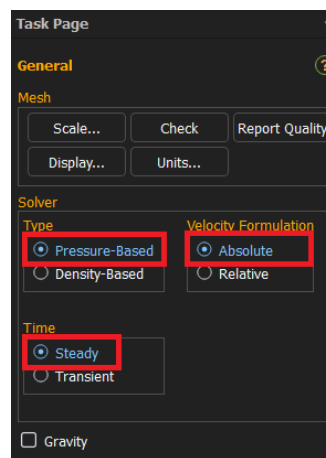 Task Page
General
Mesh
Scale... Check Report Quality
Display... Units...
Solver
Type Velocity Formulation
Pressure-Based Absolute
Density-Based Relative
Time
Steady
Transient
Gravity